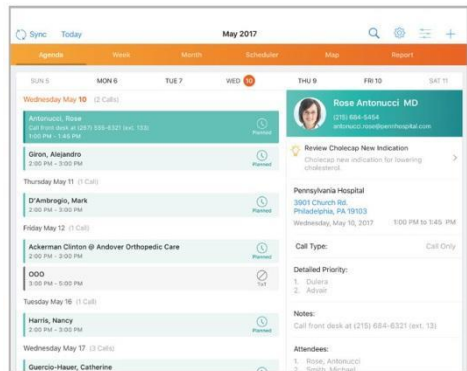 Sync Today May 2017
Agenda Week Month Scheduler Map Report
SUN 5 MON 6 TUE 7 WED 10 THU 9 FRI 10 SAT 11
Wednesday May 10 (2 Calls)
Antonucci, Rose
Call front desk at (267) 555-6321 (ext. 13)
1:00 PM - 1:45 PM
Planned
Giron, Alejandro
2:00 PM - 3:00 PM
Planned
Thursday May 11 (1 Call)
D'Ambrogio, Mark
2:00 PM - 3:00 PM
Planned
Friday May 12 (1 Call)
Ackerman Clinton @ Andover Orthopedic Care
2:00 PM - 3:00 PM
Planned
OOO
3:00 PM - 5:00 PM
ToT
Tuesday May 16 (1 Call)
Harris, Nancy
2:00 PM - 3:00 PM
Planned
Wednesday May 17 (3 Calls)
Guercio-Hauer, Catherine
Rose Antonucci MD
(215) 684-5454
antonucci.rose@pennhospital.com
Review Cholecap New Indication
Cholecap new indication for lowering
cholesterol.
Pennsylvania Hospital
3901 Church Rd.
Philadelphia, PA 19103
Wednesday, May 10, 2017 1:00 PM to 1:45 PM
Call Type: Call Only
Detailed Priority:
1. Dulera
2. Advair
Notes:
Call front desk at (215) 684-6321 (ext. 13)
Attendees:
1. Rose, Antonucci
2. Smith, Michael